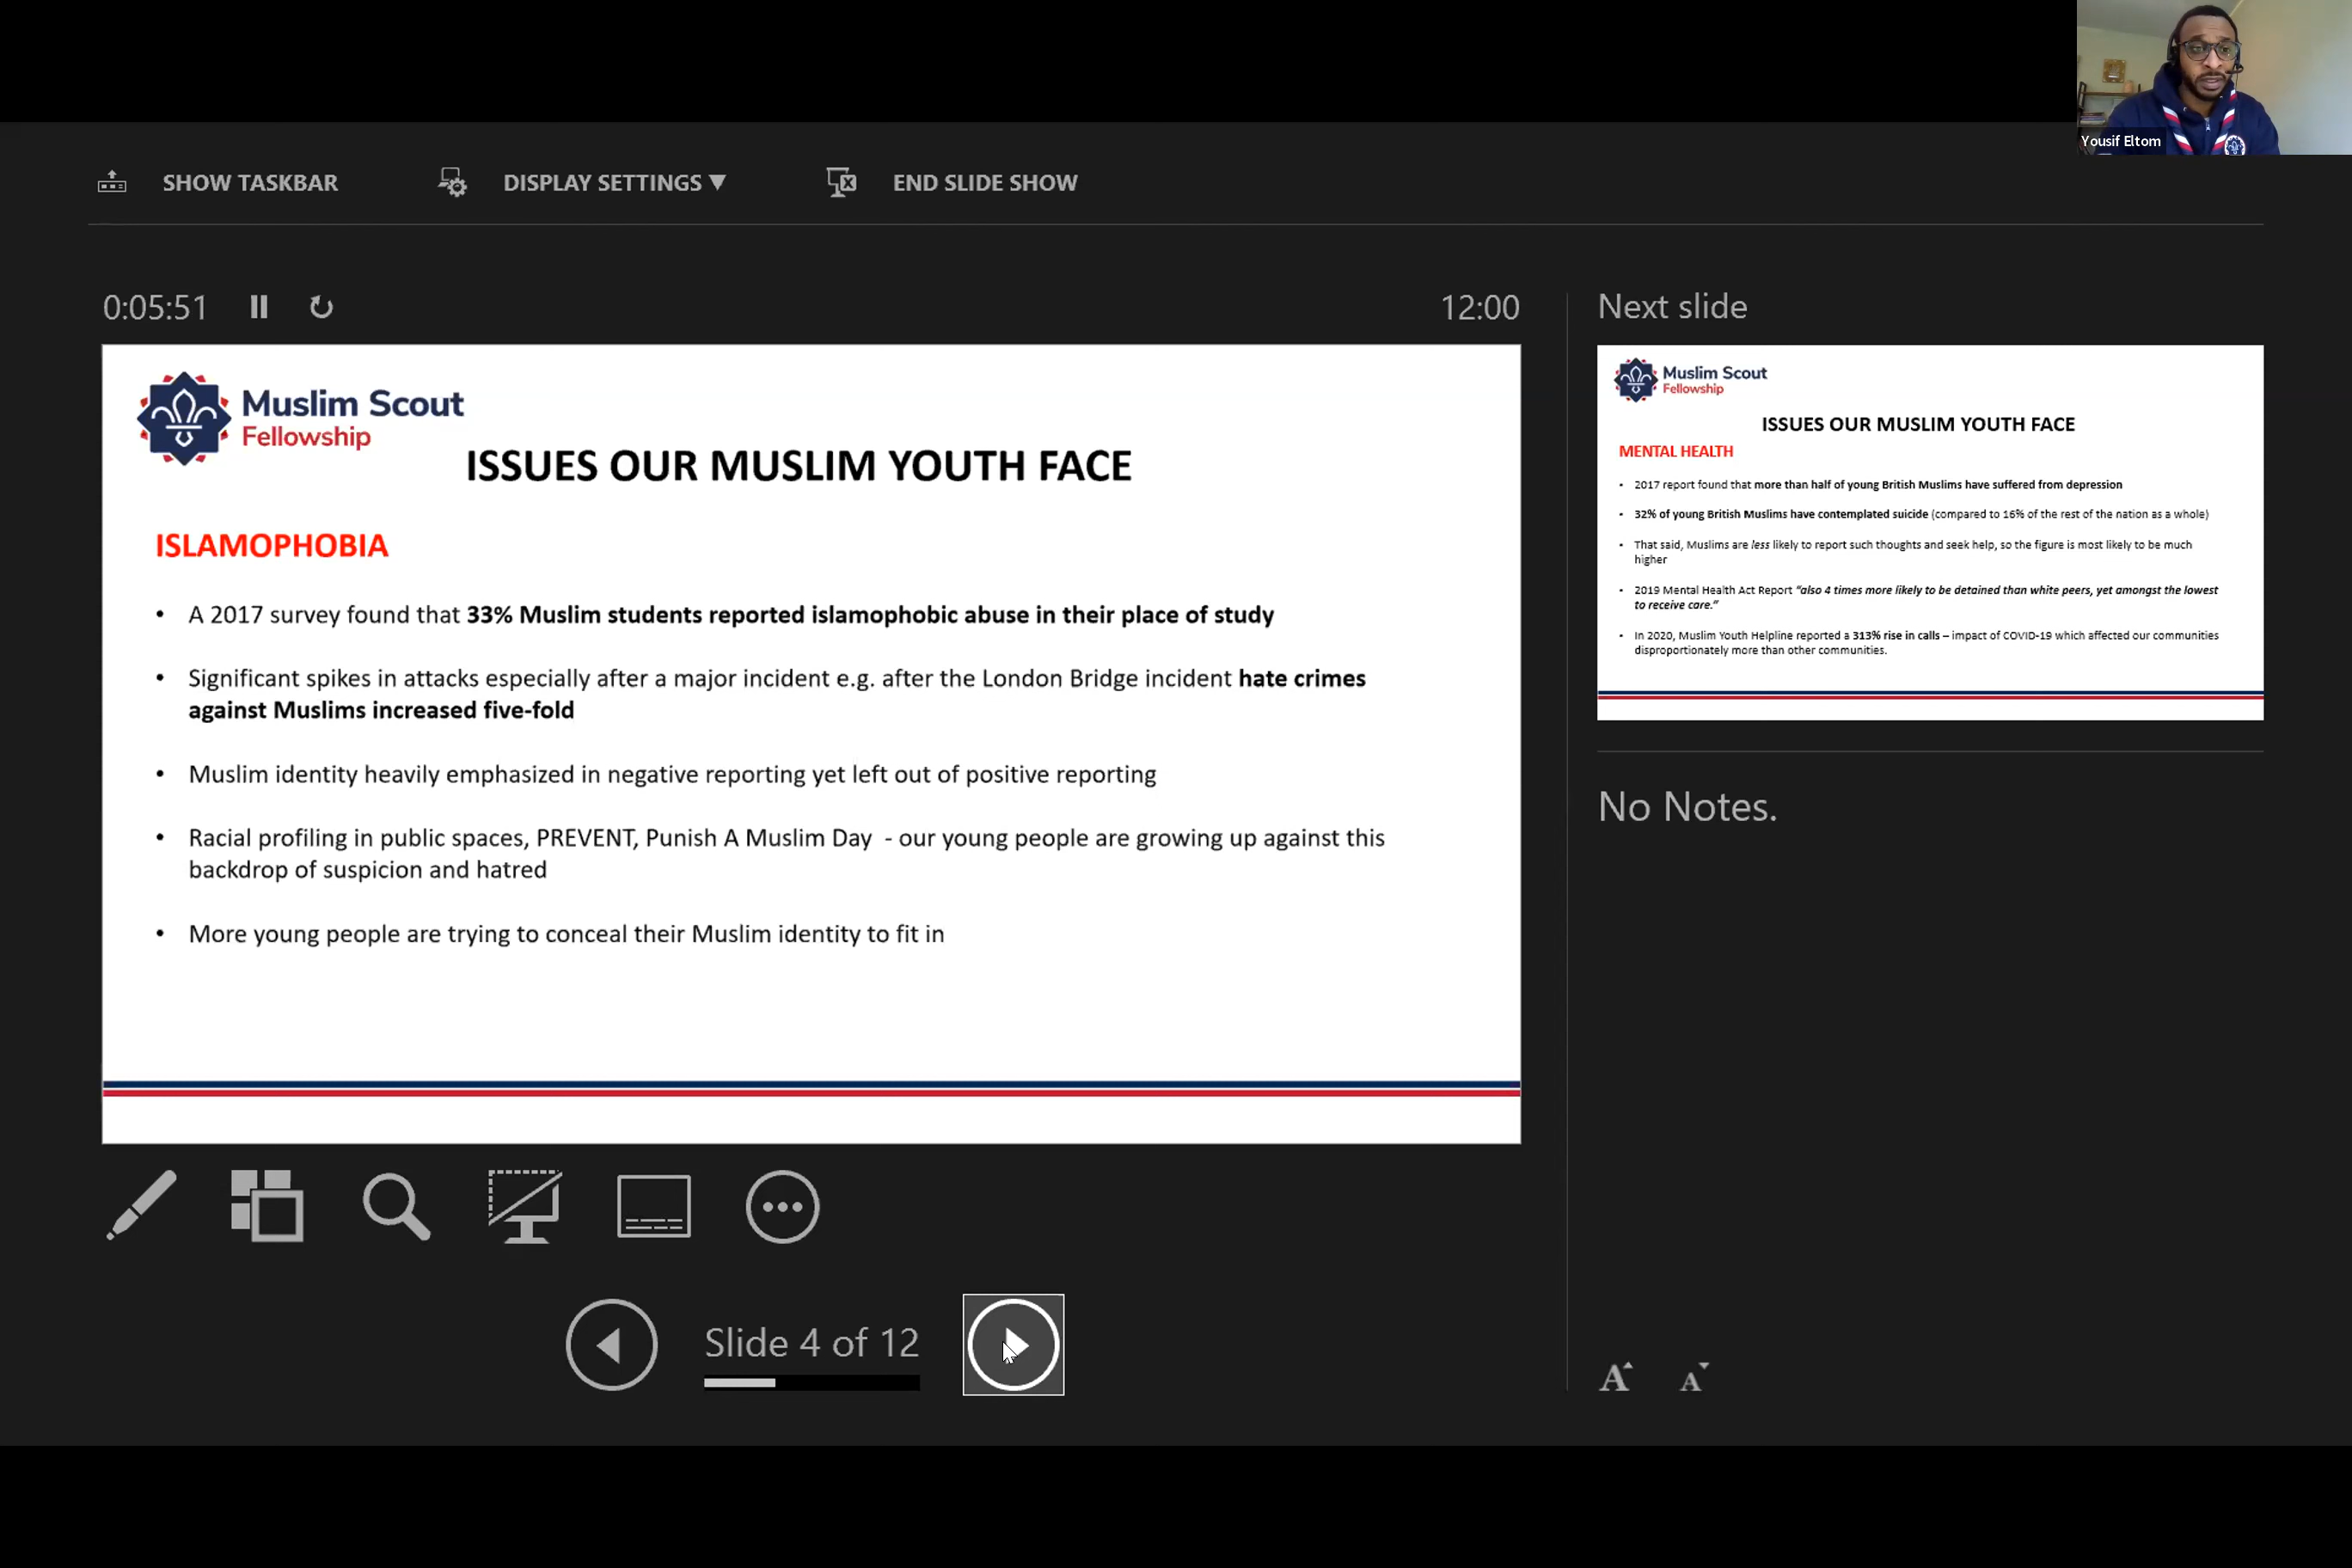 Yousif Eltom
SHOW TASKBAR
DISPLAY SETTINGS ▼
END SLIDE SHOW
0:05:51
12:00
Muslim Scout
Fellowship
ISSUES OUR MUSLIM YOUTH FACE
ISLAMOPHOBIA
• A 2017 survey found that 33% Muslim students reported islamophobic abuse in their place of study
• Significant spikes in attacks especially after a major incident e.g. after the London Bridge incident hate crimes
against Muslims increased five-fold
• Muslim identity heavily emphasized in negative reporting yet left out of positive reporting
• Racial profiling in public spaces, PREVENT, Punish A Muslim Day - our young people are growing up against this
backdrop of suspicion and hatred
• More young people are trying to conceal their Muslim identity to fit in
Slide 4 of 12
Next slide
Muslim Scout
Fellowship
ISSUES OUR MUSLIM YOUTH FACE
MENTAL HEALTH
• 2017 report found that more than half of young British Muslims have suffered from depression
• 32% of young British Muslims have contemplated suicide (compared to 16% of the rest of the nation as a whole)
• That said, Muslims are less likely to report such thoughts and seek help, so the figure is most likely to be much
higher
• 2019 Mental Health Act Report “also 4 times more likely to be detained than white peers, yet amongst the lowest
to receive care.”
• In 2020, Muslim Youth Helpline reported a 313% rise in calls – impact of COVID-19 which affected our communities
disproportionately more than other communities.
No Notes.
A A